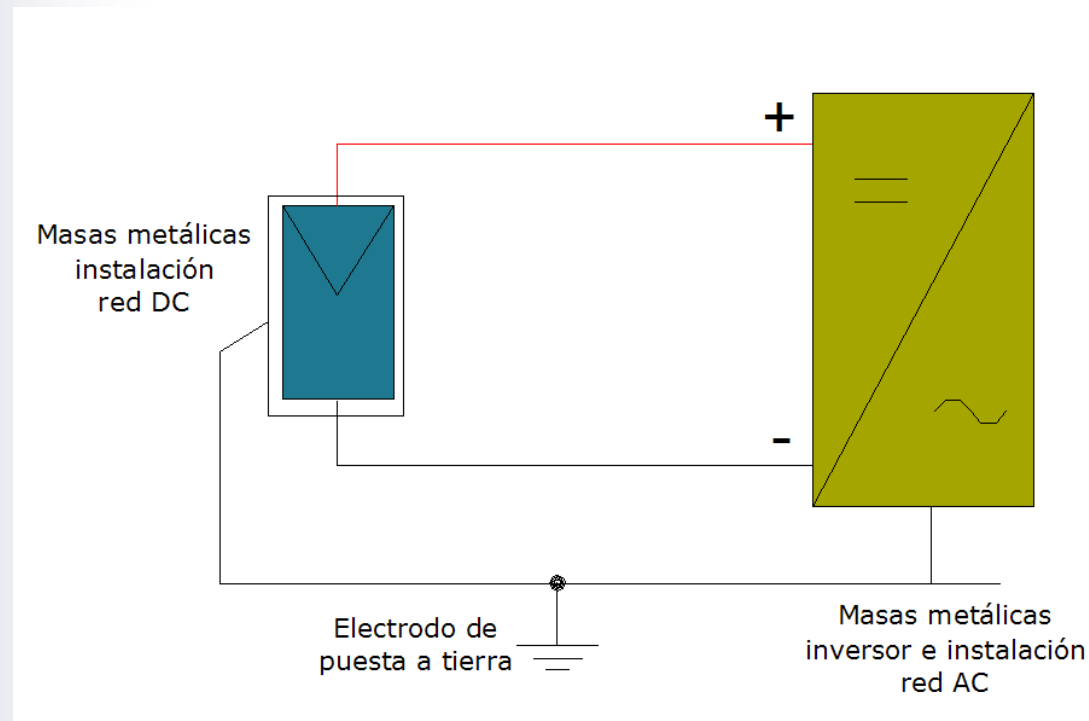 +
Masas metálicas
instalación
red DC
-
Electrodo de
puesta a tierra
Masas metálicas
inversor e instalación
red AC